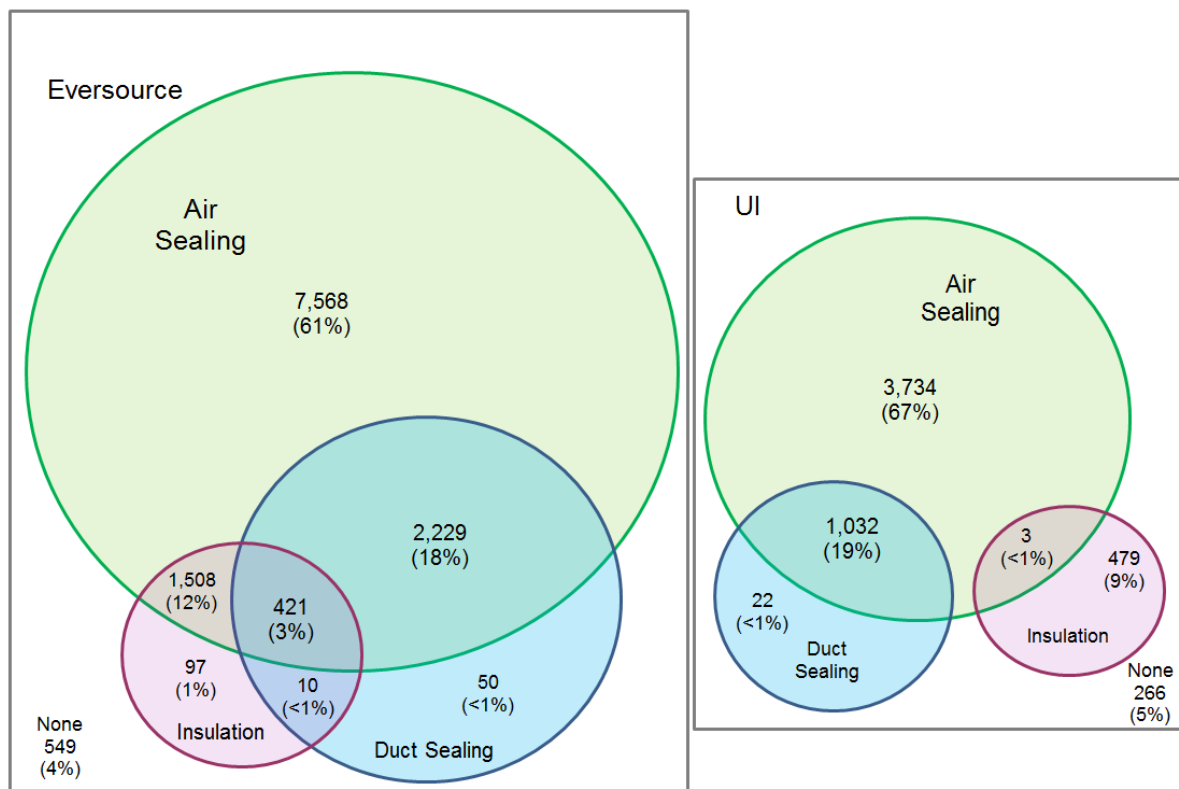 Eversource
Air
Sealing
7,568
(61%)
2,229
(18%)
1,508
(12%)
421
(3%)
97
(1%)
10
(<1%)
50
(<1%)
Insulation
Duct Sealing
None
549
(4%)
UI
Air
Sealing
3,734
(67%)
1,032
(19%)
3
(<1%)
479
(9%)
22
(<1%)
Duct
Sealing
Insulation
None
266
(5%)